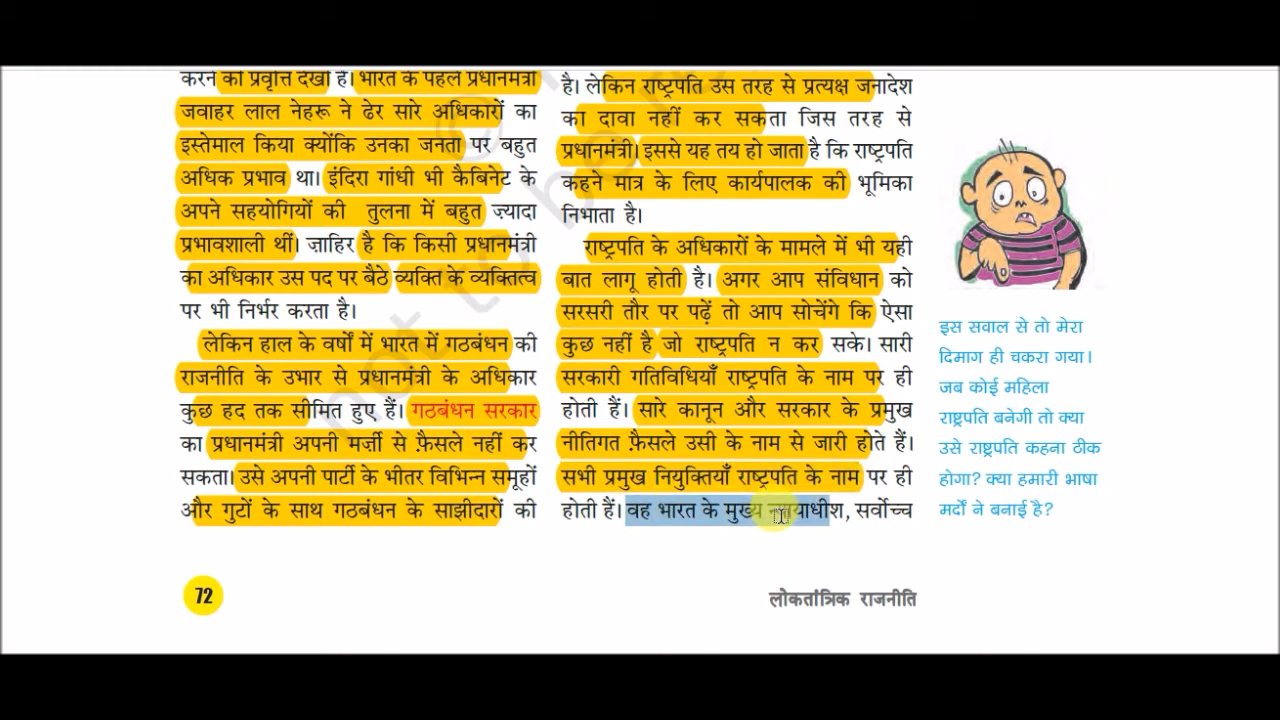 करने की प्रवृत्ति देखी है। भारत के पहले प्रधानमंत्री
जवाहर लाल नेहरू ने ढेर सारे अधिकारों का
इस्तेमाल किया क्योंकि उनका जनता पर बहुत
अधिक प्रभाव था। इंदिरा गांधी भी कैबिनेट के
अपने सहयोगियों की तुलना में बहुत ज़्यादा
प्रभावशाली थीं। ज़ाहिर है कि किसी प्रधानमंत्री
का अधिकार उस पद पर बैठे व्यक्ति के व्यक्तित्व
पर भी निर्भर करता है।
लेकिन हाल के वर्षों में भारत में गठबंधन की
राजनीति के उभार से प्रधानमंत्री के अधिकार
कुछ हद तक सीमित हुए हैं। गठबंधन सरकार
का प्रधानमंत्री अपनी मर्ज़ी से फ़ैसले नहीं कर
सकता। उसे अपनी पार्टी के भीतर विभिन्न समूहों
और गुटों के साथ गठबंधन के साझीदारों की
है। लेकिन राष्ट्रपति उस तरह से प्रत्यक्ष जनादेश
का दावा नहीं कर सकता जिस तरह से
प्रधानमंत्री। इससे यह तय हो जाता है कि राष्ट्रपति
कहने मात्र के लिए कार्यपालक की भूमिका
निभाता है।
राष्ट्रपति के अधिकारों के मामले में भी यही
बात लागू होती है। अगर आप संविधान को
सरसरी तौर पर पढ़ें तो आप सोचेंगे कि ऐसा
कुछ नहीं है जो राष्ट्रपति न कर सके। सारी
सरकारी गतिविधियाँ राष्ट्रपति के नाम पर ही
होती हैं। सारे कानून और सरकार के प्रमुख
नीतिगत फ़ैसले उसी के नाम से जारी होते हैं।
सभी प्रमुख नियुक्तियाँ राष्ट्रपति के नाम पर ही
होती हैं। वह भारत के मुख्य न्यायाधीश, सर्वोच्च
इस सवाल से तो मेरा
दिमाग ही चकरा गया।
जब कोई महिला
राष्ट्रपति बनेगी तो क्या
उसे राष्ट्रपति कहना ठीक
होगा? क्या हमारी भाषा
मर्दों ने बनाई है?
72
लोकतांत्रिक राजनीति